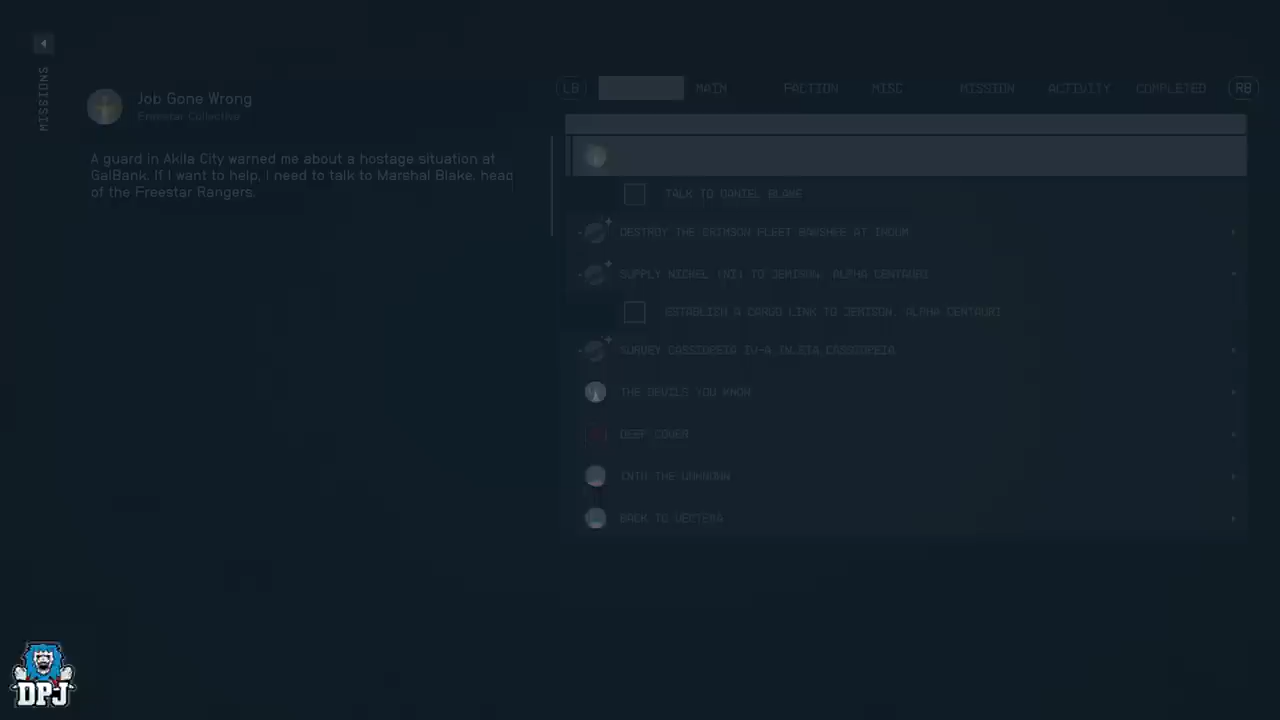 MISSIONS
Job Gone Wrong
Freestar Collective
A guard in Akila City warned me about a hostage situation at
GalBank. If I want to help, I need to talk to Marshal Blake, head
of the Freestar Rangers.
LB MAIN FACTION MISC MISSION ACTIVITY COMPLETED RB
TALK TO DANIEL BLAKE
DESTROY THE CRIMSON FLEET BANSHEE AT INDUM
SUPPLY NICKEL (NI) TO JEMISON, ALPHA CENTAURI
ESTABLISH A CARGO LINK TO JEMISON, ALPHA CENTAURI
SURVEY CASSIOPEIA IV-A IN ETA CASSIOPEIA
THE DEVILS YOU KNOW
DEEP COVER
INTO THE UNKNOWN
BACK TO VECTERA
DPJ